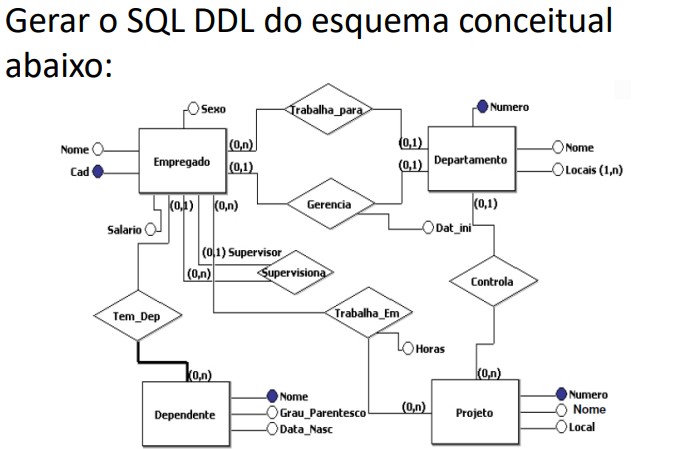 Gerar o SQL DDL do esquema conceitual
abaixo:
Sexo
Trabalha_para
Numero
Nome
Cad
Empregado
(0,n)
(0,1)
(0,1)
(0,1)
Departamento
Nome
Locais (1,n)
Gerencia
Dat_ini
Salario
(0,1)
(0,n)
(0,1)
(0,1) Supervisor
(0,n)
Supervisiona
Controla
Tem_Dep
Trabalha_Em
Horas
(0,n)
(0,n)
(0,n)
Dependente
Nome
Grau_Parentesco
Data_Nasc
Projeto
Numero
Nome
Local